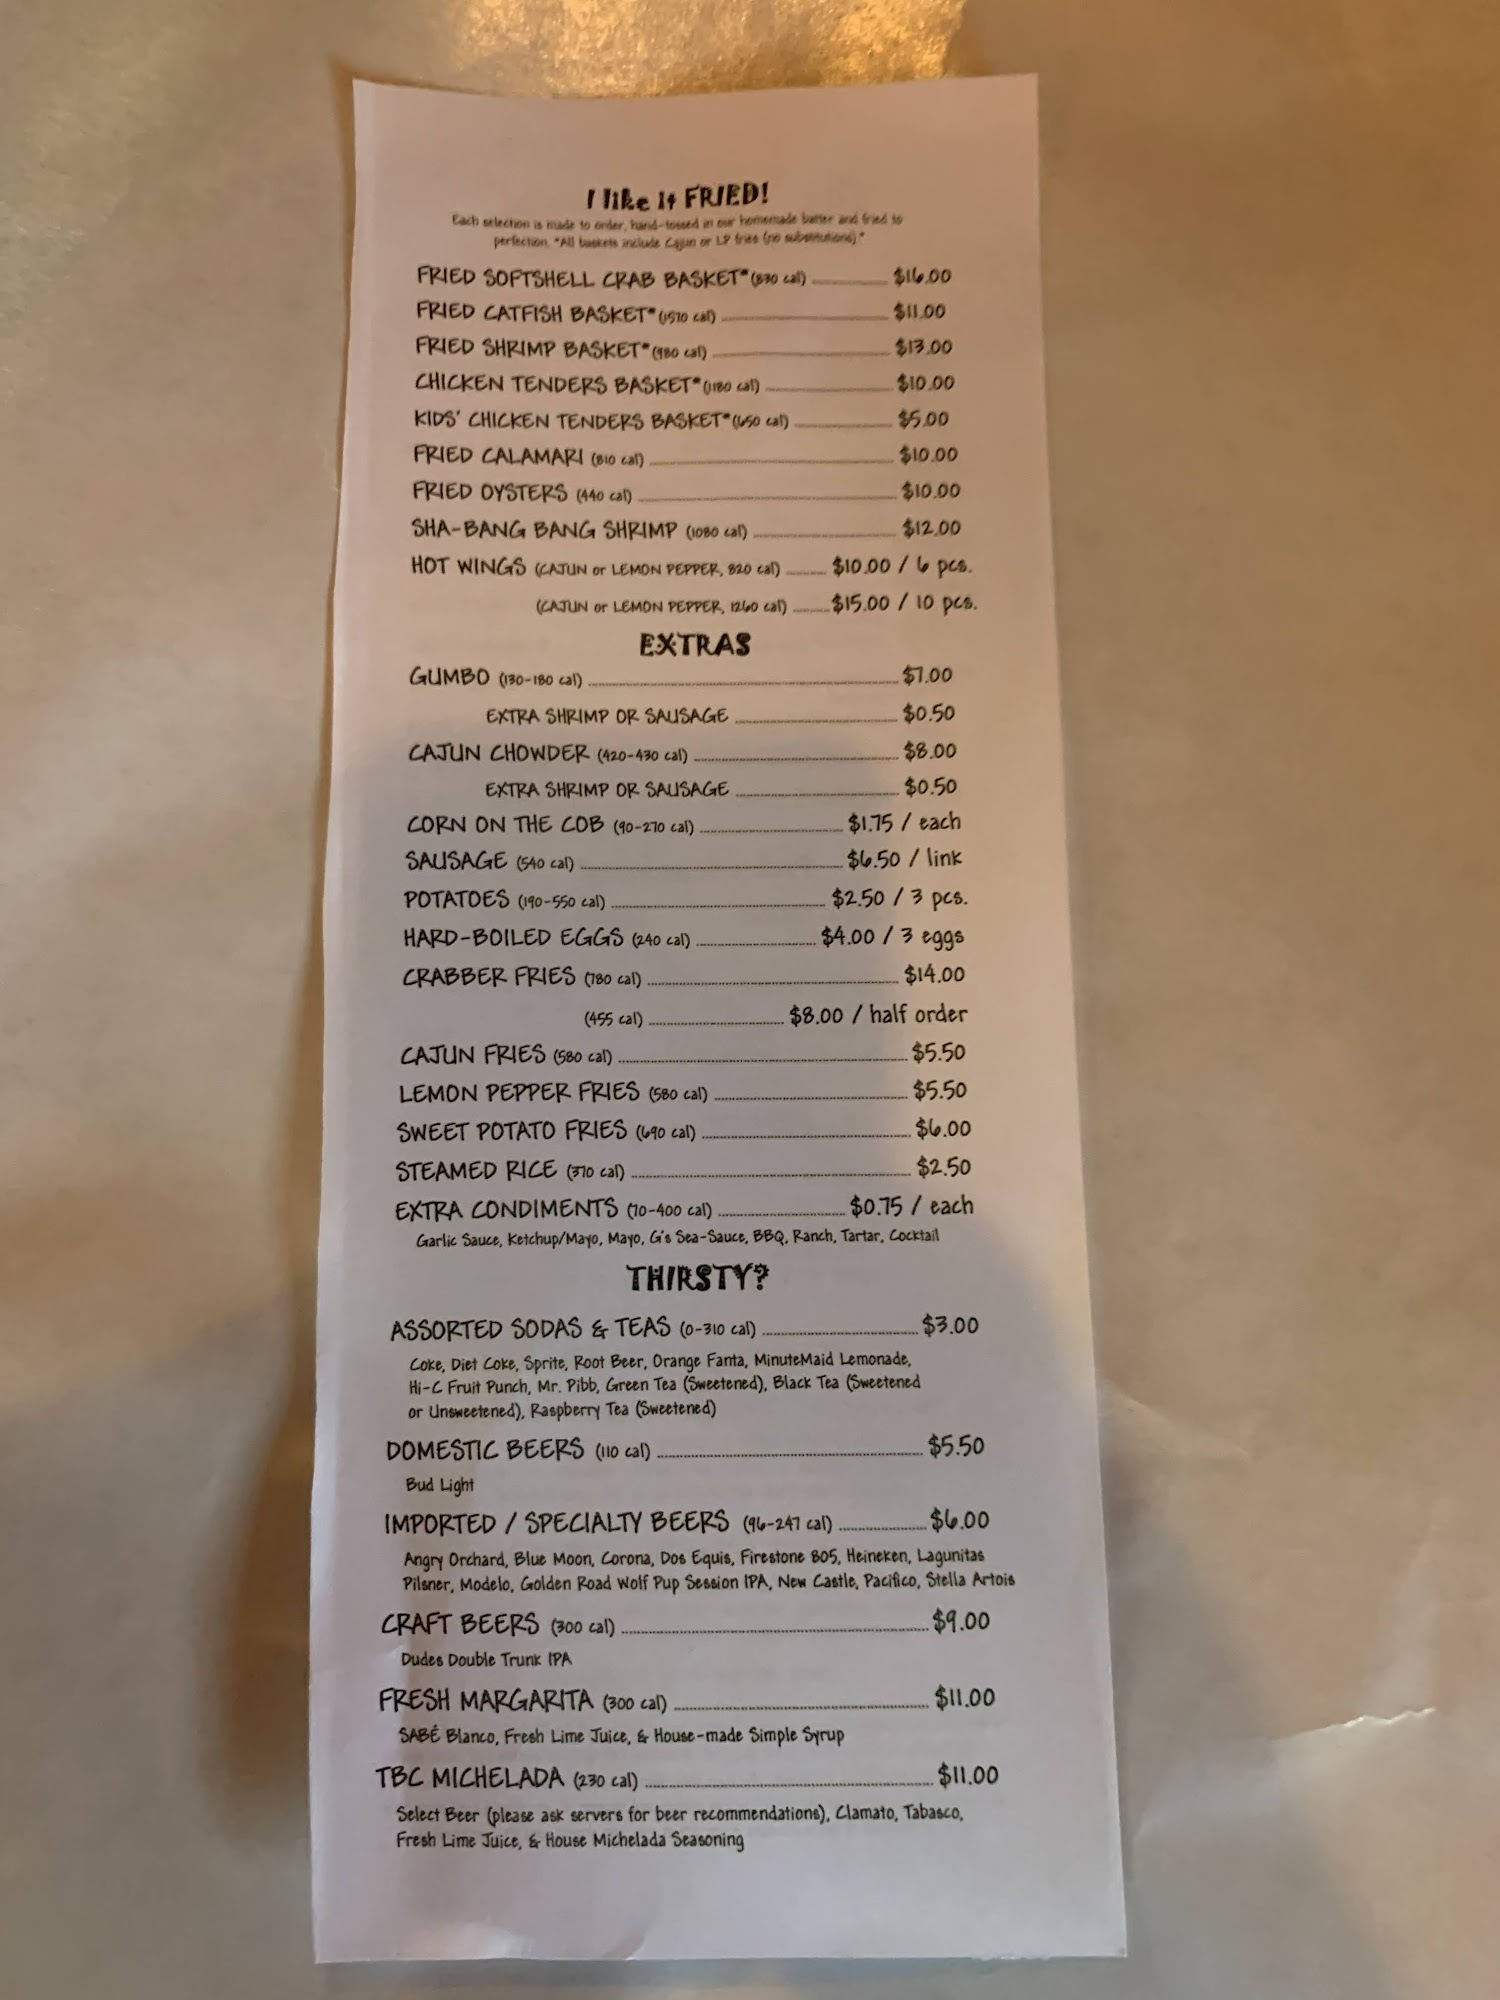 I like it FRIED!
Each selection is made to order, hand-tossed in our homemade batter and fried to
perfection. *All baskets include Cajun or LP fries (no substitutions).*
FRIED SOFTSHELL CRAB BASKET* (830 cal) $16.00
FRIED CATFISH BASKET* (1570 cal) $11.00
FRIED SHRIMP BASKET* (980 cal) $13.00
CHICKEN TENDERS BASKET* (1180 cal) $10.00
KIDS' CHICKEN TENDERS BASKET* (650 cal) $5.00
FRIED CALAMARI (810 cal) $10.00
FRIED OYSTERS (440 cal) $10.00
SHA-BANG BANG SHRIMP (1080 cal) $12.00
HOT WINGS (CAJUN or LEMON PEPPER, 820 cal) $10.00 / 6 pcs.
(CAJUN or LEMON PEPPER, 1260 cal) $15.00 / 10 pcs.
EXTRAS
GUMBO (130-180 cal) $7.00
EXTRA SHRIMP OR SAUSAGE $0.50
CAJUN CHOWDER (420-430 cal) $8.00
EXTRA SHRIMP OR SAUSAGE $0.50
CORN ON THE COB (90-270 cal) $1.75 / each
SAUSAGE (540 cal) $6.50 / link
POTATOES (190-550 cal) $2.50 / 3 pcs.
HARD-BOILED EGGS (240 cal) $4.00 / 3 eggs
CRABBER FRIES (780 cal) $14.00
(455 cal) $8.00 / half order
CAJUN FRIES (580 cal) $5.50
LEMON PEPPER FRIES (580 cal) $5.50
SWEET POTATO FRIES (690 cal) $6.00
STEAMED RICE (370 cal) $2.50
EXTRA CONDIMENTS (70-400 cal) $0.75 / each
Garlic Sauce, Ketchup/Mayo, Mayo, G's Sea-Sauce, BBQ, Ranch, Tartar, Cocktail
THIRSTY?
ASSORTED SODAS & TEAS (0-310 cal) $3.00
Coke, Diet Coke, Sprite, Root Beer, Orange Fanta, MinuteMaid Lemonade,
Hi-C Fruit Punch, Mr. Pibb, Green Tea (Sweetened), Black Tea (Sweetened
or Unsweetened), Raspberry Tea (Sweetened)
DOMESTIC BEERS (110 cal) $5.50
Bud Light
IMPORTED / SPECIALTY BEERS (96-247 cal) $6.00
Angry Orchard, Blue Moon, Corona, Dos Equis, Firestone 805, Heineken, Lagunitas
Pilsner, Modelo, Golden Road Wolf Pup Session IPA, New Castle, Pacifico, Stella Artois
CRAFT BEERS (300 cal) $9.00
Dudes Double Trunk IPA
FRESH MARGARITA (300 cal) $11.00
SABÉ Blanco, Fresh Lime Juice, & House-made Simple Syrup
TBC MICHELADA (230 cal) $11.00
Select Beer (please ask servers for beer recommendations), Clamato, Tabasco,
Fresh Lime Juice, & House Michelada Seasoning